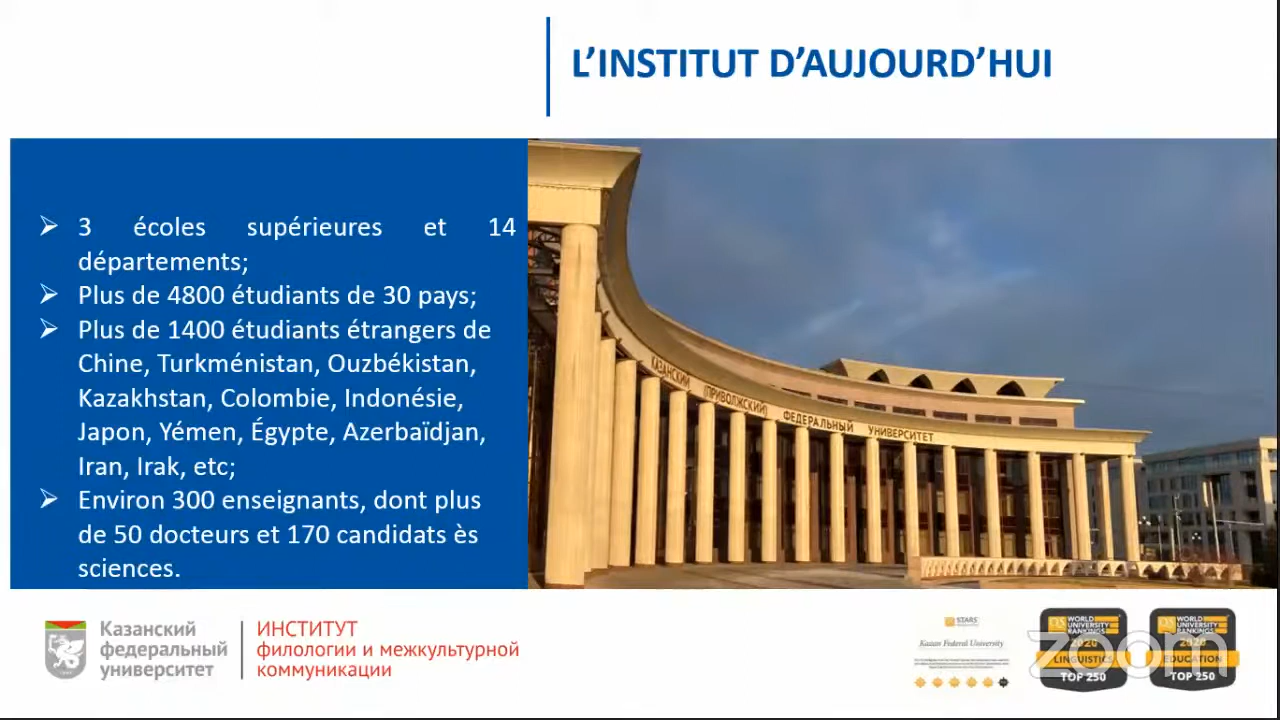 L’INSTITUT D’AUJOURD’HUI
3 écoles supérieures et 14
départements;
Plus de 4800 étudiants de 30 pays;
Plus de 1400 étudiants étrangers de
Chine, Turkménistan, Ouzbékistan,
Kazakhstan, Colombie, Indonésie,
Japon, Yémen, Égypte, Azerbaïdjan,
Iran, Irak, etc;
Environ 300 enseignants, dont plus
de 50 docteurs et 170 candidats ès
sciences.
КАЗАНСКИЙ (ПРИВОЛЖСКИЙ) ФЕДЕРАЛЬНЫЙ УНИВЕРСИТЕТ
Казанский
федеральный
университет
ИНСТИТУТ
филологии и межкультурной
коммуникации
STARS
Kazan Federal University
QS WORLD
UNIVERSITY
RANKINGS
2020
LINGUISTICS
TOP 250
QS WORLD
UNIVERSITY
RANKINGS
2020
EDUCATION
TOP 250
zoom